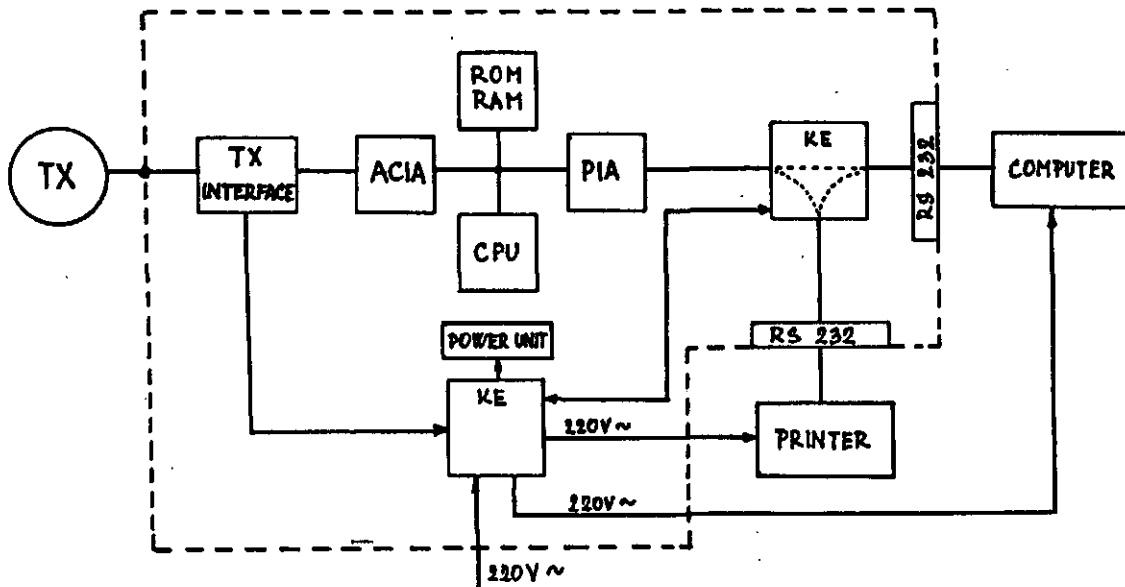 ROM
RAM
KE
TX
TX
INTERFACE
ACIA
PIA
RS 232
COMPUTER
CPU
POWER UNIT
RS 232
KE
220V~
PRINTER
220V~
220V~